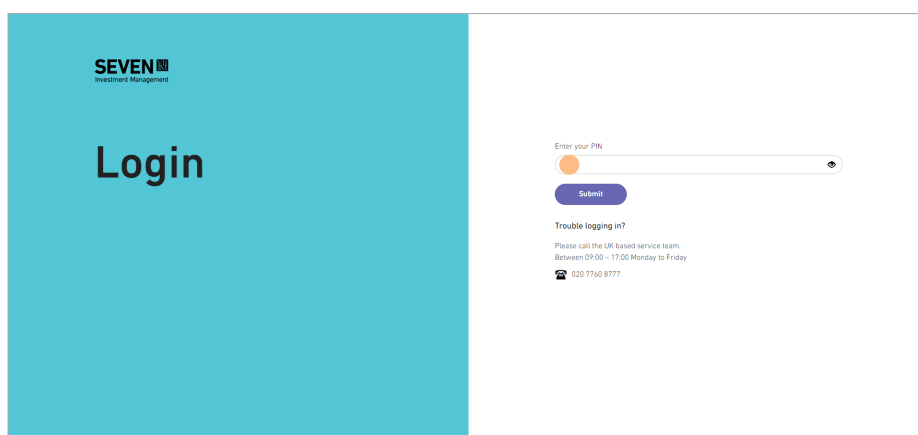 SEVEN
Investment Management
Login
Enter your PIN
Submit
Trouble logging in?
Please call the UK based service team.
Between 09:00 – 17:00 Monday to Friday
020 7760 8777